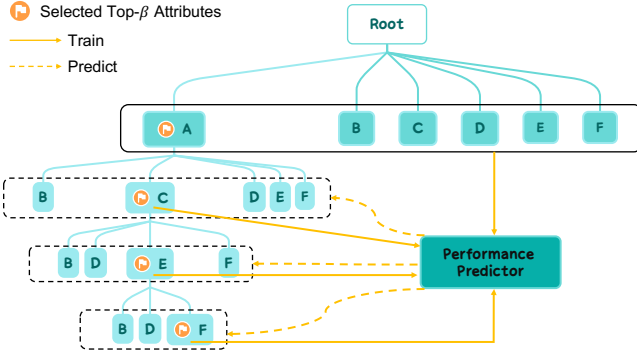 Selected Top-β Attributes
Train
Predict
Root
A B C D E F
B C D E F
B D E F
B D F
Performance
Predictor